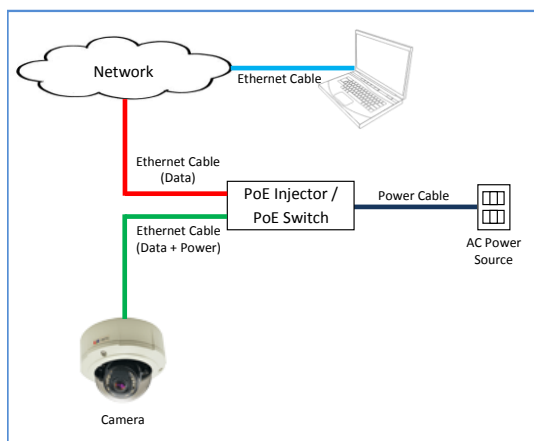 Network
Ethernet Cable
Ethernet Cable
(Data)
PoE Injector /
PoE Switch
Power Cable
AC Power
Source
Ethernet Cable
(Data + Power)
Camera